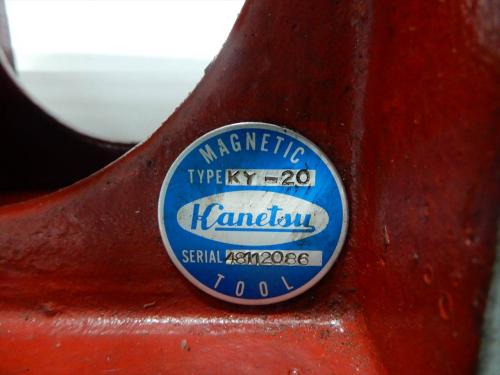 MAGNETIC
TYPE KY-20
Kanetsu
SERIAL 48112086
TOOL